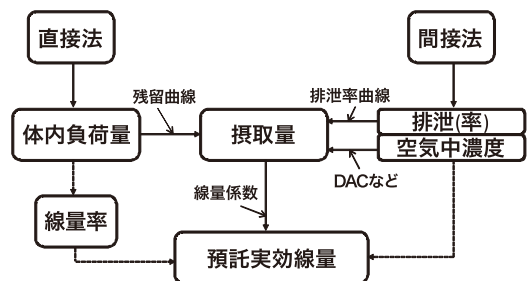 直接法
間接法
残留曲線
排泄率曲線
体内負荷量
摂取量
排泄(率)
空気中濃度
DACなど
線量係数
線量率
預託実効線量